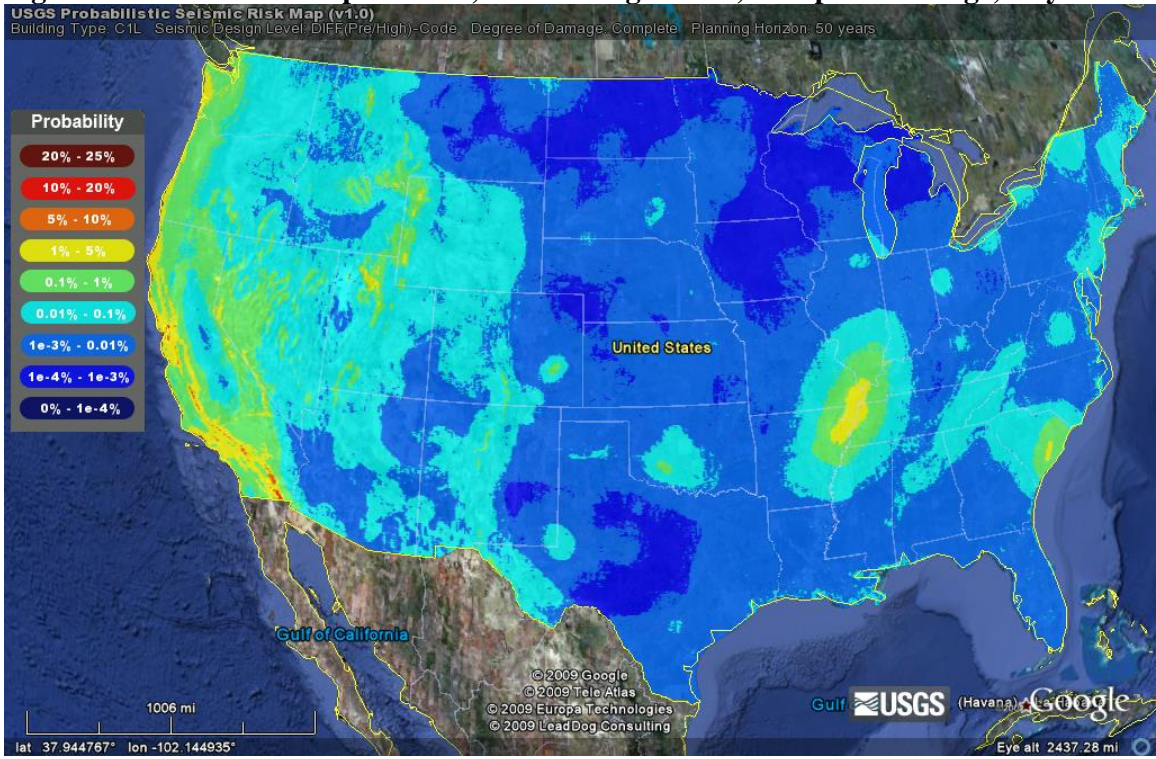 USGS Probabilistic Seismic Risk Map (v1.0)
Building Type: C1L Seismic Design Level: DIFF(Pre/High)-Code Degree of Damage: Complete Planning Horizon: 50 years
Probability
20% - 25%
10% - 20%
5% - 10%
1% - 5%
0.1% - 1%
0.01% - 0.1%
1e-3% - 0.01%
1e-4% - 1e-3%
0% - 1e-4%
United States
Gulf of California
© 2009 Google
© 2009 Tele Atlas
© 2009 Europa Technologies
© 2009 LeadDog Consulting
1006 mi
Gulf
USGS
(Havana)
Google
lat 37.944767° lon -102.144935°
Eye alt 2437.28 mi